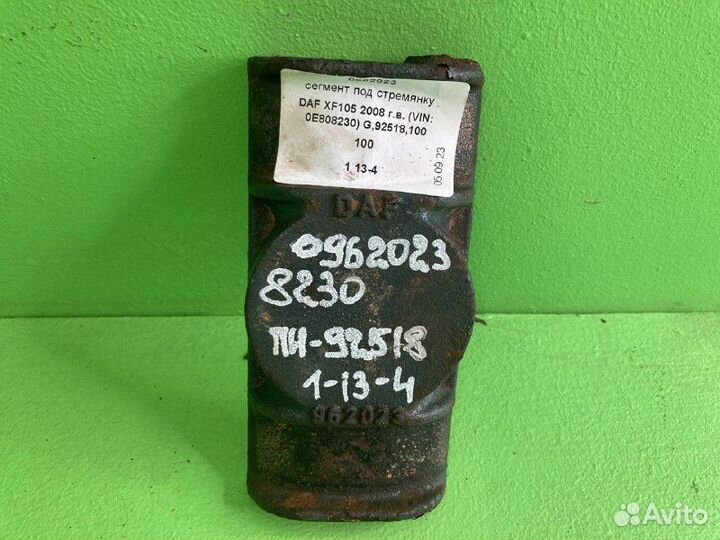 0962023
сегмент под стремянку
DAF XF105 2008 г.в. (VIN:
0E808230) G,92518,100
100
1 13-4
05.09.23
DAF
0962023
8230
ПН-92518
1-13-4
962023
Avito